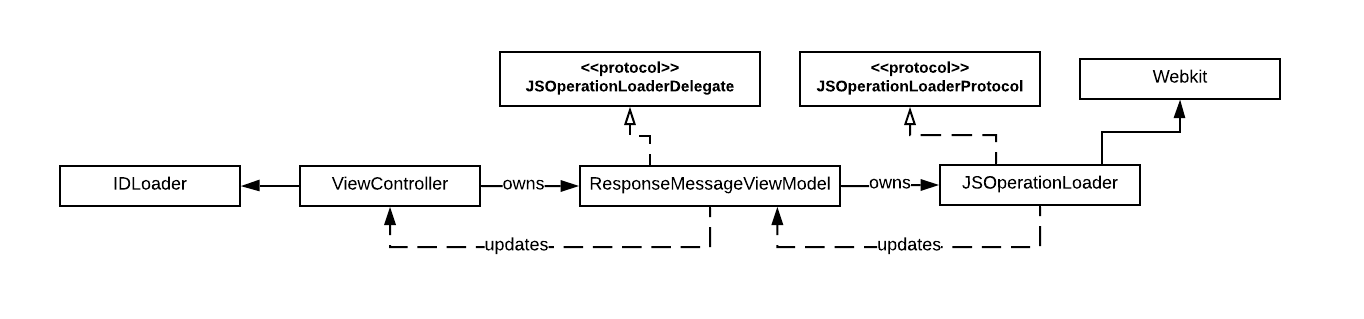 <<protocol>>
JSOperationLoaderDelegate
<<protocol>>
JSOperationLoaderProtocol
Webkit
IDLoader
ViewController
owns
ResponseMessageViewModel
owns
JSOperationLoader
updates
updates